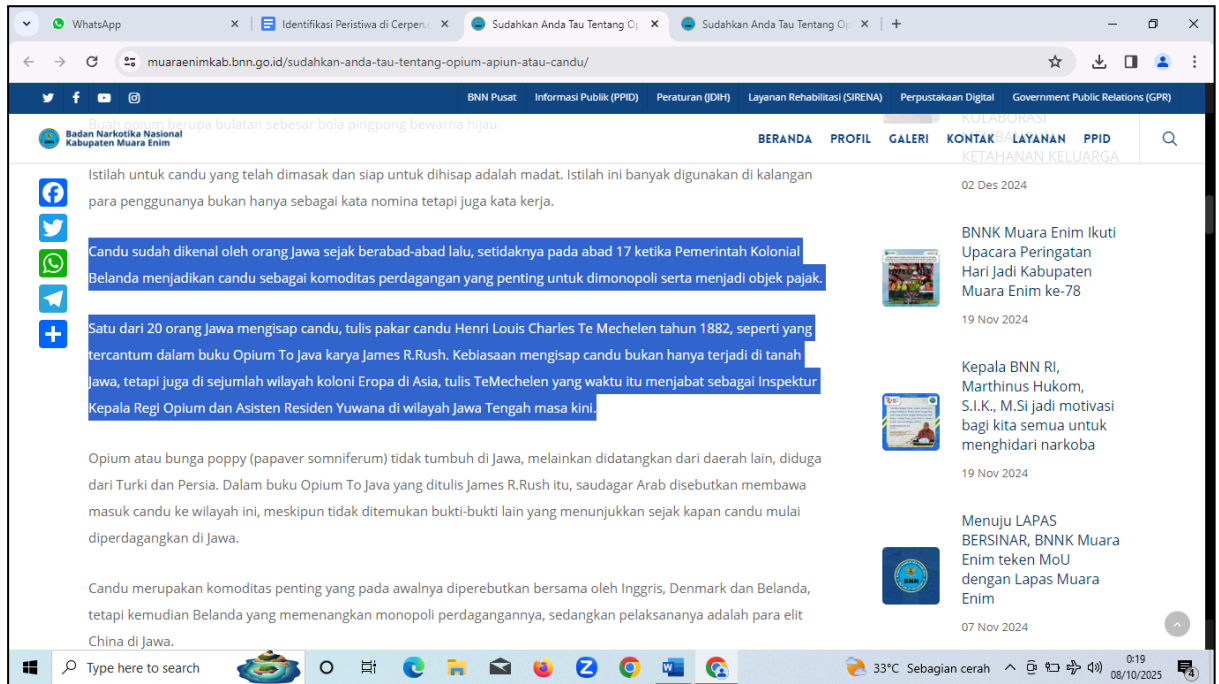 WhatsApp
Identifikasi Peristiwa di Cerpen.
Sudahkan Anda Tau Tentang Op
Sudahkan Anda Tau Tentang Op
muaraenimkab.bnn.go.id/sudahkan-anda-tau-tentang-opium-apiun-atau-candu/
BNN Pusat Informasi Publik (PPID) Peraturan (JDIH) Layanan Rehabilitasi (SIRENA) Perpustakaan Digital Government Public Relations (GPR)
Badan Narkotika Nasional
Kabupaten Muara Enim
BERANDA PROFIL GALERI KONTAK LAYANAN PPID
Buah opium berupa bulatan sebesar bola pingpong bewarna hijau.
Istilah untuk candu yang telah dimasak dan siap untuk dihisap adalah madat. Istilah ini banyak digunakan di kalangan
para penggunanya bukan hanya sebagai kata nomina tetapi juga kata kerja.
Candu sudah dikenal oleh orang Jawa sejak berabad-abad lalu, setidaknya pada abad 17 ketika Pemerintah Kolonial
Belanda menjadikan candu sebagai komoditas perdagangan yang penting untuk dimonopoli serta menjadi objek pajak.
Satu dari 20 orang Jawa mengisap candu, tulis pakar candu Henri Louis Charles Te Mechelen tahun 1882, seperti yang
tercantum dalam buku Opium To Java karya James R.Rush. Kebiasaan mengisap candu bukan hanya terjadi di tanah
Jawa, tetapi juga di sejumlah wilayah koloni Eropa di Asia, tulis TeMechelen yang waktu itu menjabat sebagai Inspektur
Kepala Regi Opium dan Asisten Residen Yuwana di wilayah Jawa Tengah masa kini.
Opium atau bunga poppy (papaver somniferum) tidak tumbuh di Jawa, melainkan didatangkan dari daerah lain, diduga
dari Turki dan Persia. Dalam buku Opium To Java yang ditulis James R.Rush itu, saudagar Arab disebutkan membawa
masuk candu ke wilayah ini, meskipun tidak ditemukan bukti-bukti lain yang menunjukkan sejak kapan candu mulai
diperdagangkan di Jawa.
Candu merupakan komoditas penting yang pada awalnya diperebutkan bersama oleh Inggris, Denmark dan Belanda,
tetapi kemudian Belanda yang memenangkan monopoli perdagangannya, sedangkan pelaksananya adalah para elit
China di Jawa.
KOLABORASI
KETAHANAN KELUARGA
02 Des 2024
BNNK Muara Enim Ikuti
Upacara Peringatan
Hari Jadi Kabupaten
Muara Enim ke-78
19 Nov 2024
Kepala BNN RI,
Marthinus Hukom,
S.I.K., M.Si jadi motivasi
bagi kita semua untuk
menghidari narkoba
19 Nov 2024
Menuju LAPAS
BERSINAR, BNNK Muara
Enim teken MoU
dengan Lapas Muara
Enim
07 Nov 2024
Type here to search
33°C Sebagian cerah
0:19
08/10/2025